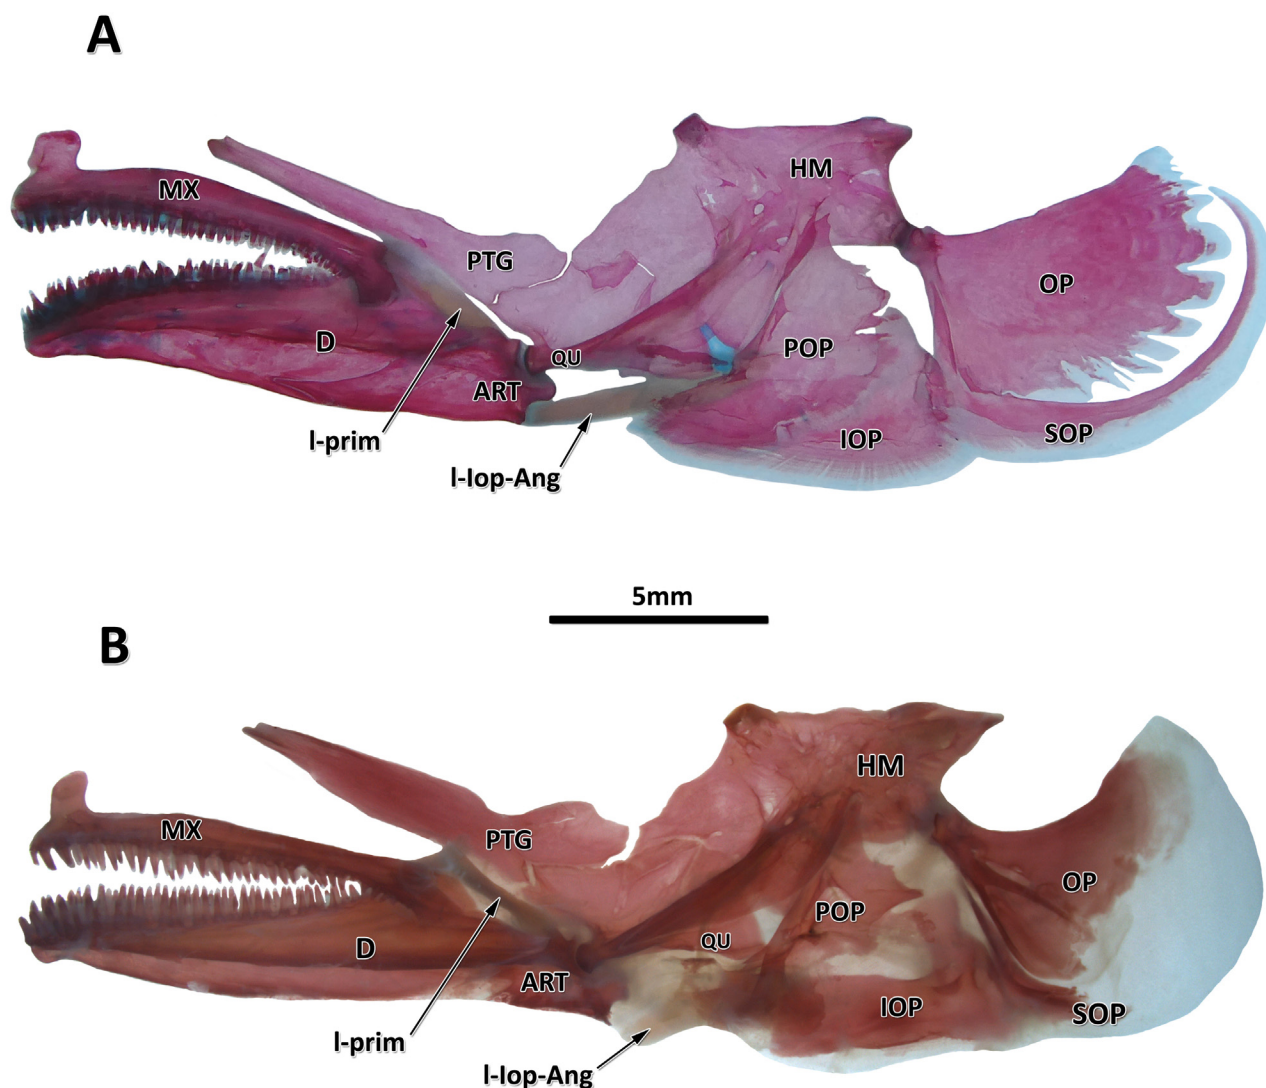 A
HM
MX
PTG
OP
D
QU
POP
ART
l-prim
IOP
SOP
l-Iop-Ang
5mm
B
HM
MX
PTG
OP
POP
QU
D
ART
IOP
SOP
l-prim
l-Iop-Ang